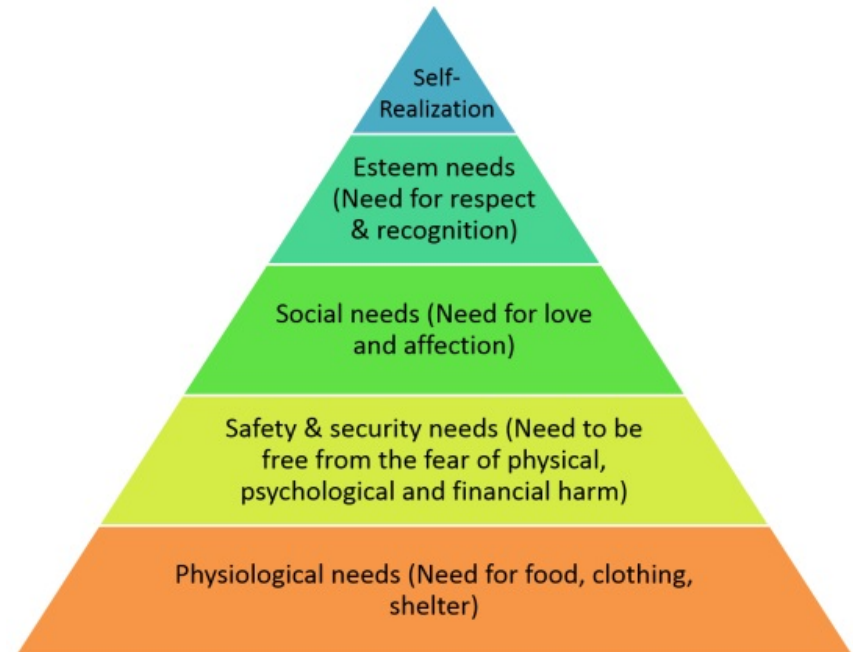 Self-
Realization
Esteem needs
(Need for respect
& recognition)
Social needs (Need for love
and affection)
Safety & security needs (Need to be
free from the fear of physical,
psychological and financial harm)
Physiological needs (Need for food, clothing,
shelter)